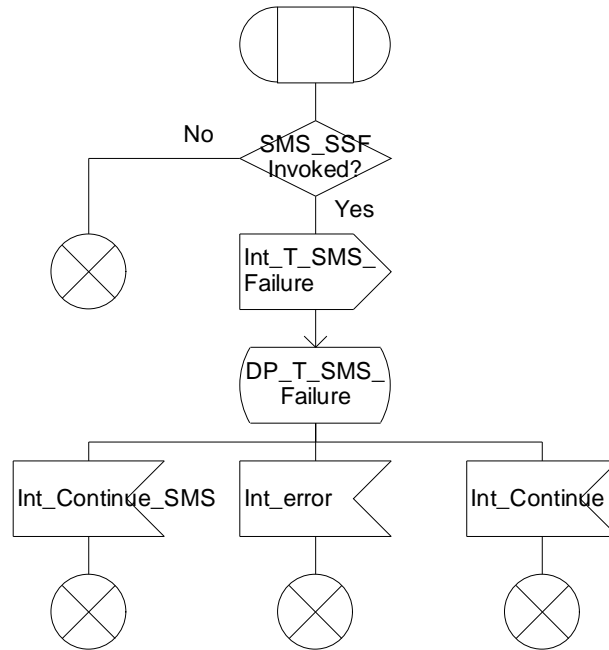 No
SMS_SSF
Invoked?
Yes
Int_T_SMS_
Failure
DP_T_SMS_
Failure
Int_Continue_SMS
Int_error
Int_Continue